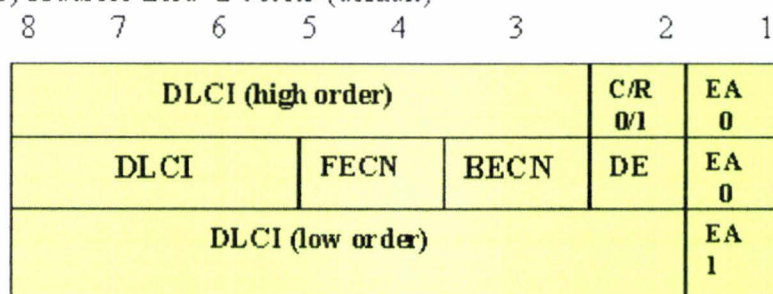 8 7 6 5 4 3 2 1
DLCI (high order) C/R EA
0/1 0
DLCI FECN BECN DE EA
0
DLCI (low order) EA
1